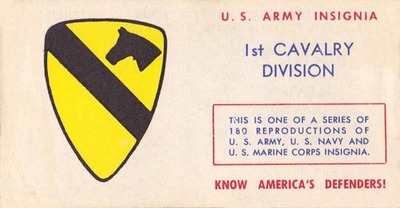 U. S. ARMY INSIGNIA
1st CAVALRY
DIVISION
THIS IS ONE OF A SERIES OF
180 REPRODUCTIONS OF
U. S. ARMY, U. S. NAVY AND
U. S. MARINE CORPS INSIGNIA.
KNOW AMERICA'S DEFENDERS!